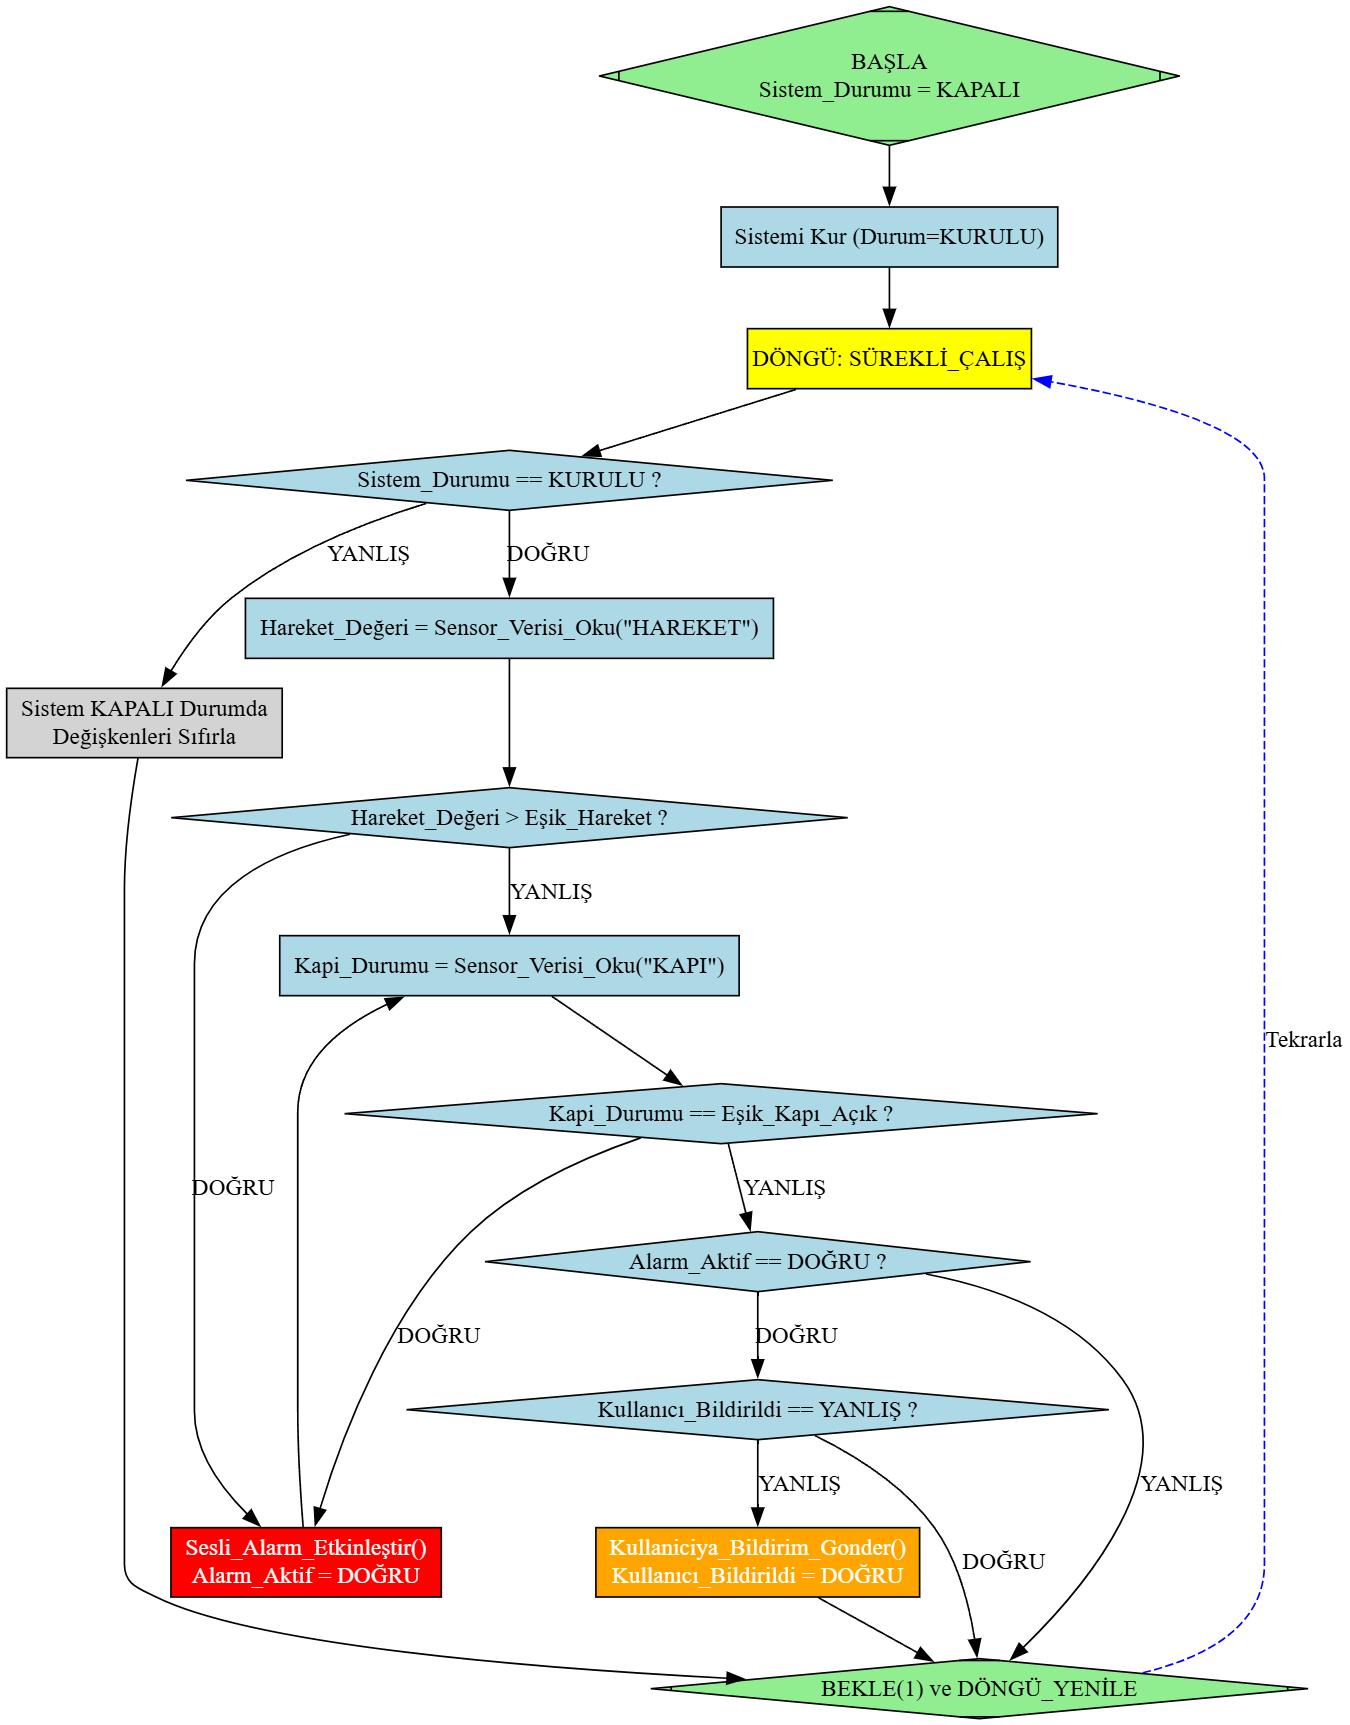 BAŞLA
Sistem_Durumu = KAPALI
Sistemi Kur (Durum=KURULU)
DÖNGÜ: SÜREKLİ_ÇALIŞ
Sistem_Durumu == KURULU ?
YANLIŞ
DOĞRU
Hareket_Değeri = Sensor_Verisi_Oku("HAREKET")
Sistem KAPALI Durumda
Değişkenleri Sıfırla
Hareket_Değeri > Eşik_Hareket ?
YANLIŞ
Kapi_Durumu = Sensor_Verisi_Oku("KAPI")
Tekrarla
Kapi_Durumu == Eşik_Kapı_Açık ?
DOĞRU
YANLIŞ
Alarm_Aktif == DOĞRU ?
DOĞRU
DOĞRU
Kullanıcı_Bildirildi == YANLIŞ ?
YANLIŞ
YANLIŞ
Sesli_Alarm_Etkinleştir()
Alarm_Aktif = DOĞRU
Kullaniciya_Bildirim_Gonder()
Kullanıcı_Bildirildi = DOĞRU
DOĞRU
BEKLE(1) ve DÖNGÜ_YENİLE